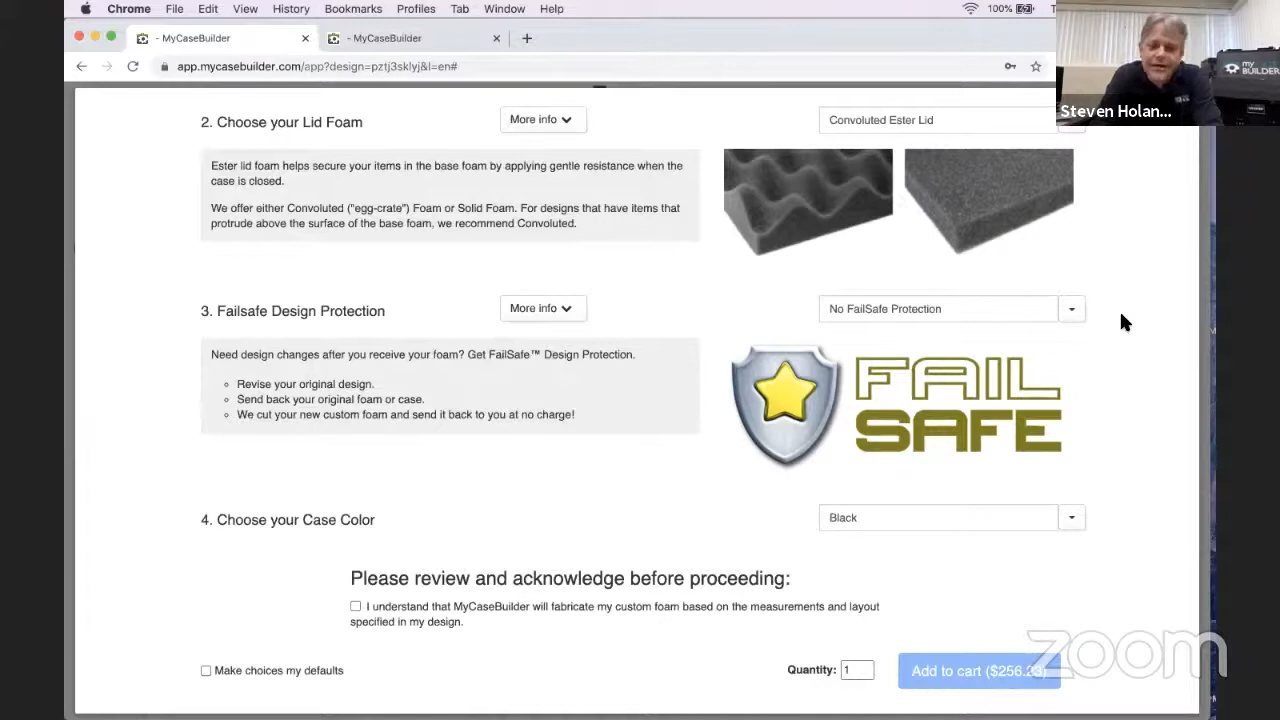 Chrome File Edit View History Bookmarks Profiles Tab Window Help 100%
- MyCaseBuilder - MyCaseBuilder
app.mycasebuilder.com/app?design=pztj3sklyj&l=en#
my
BUILDER
Steven Holan...
2. Choose your Lid Foam More info Convoluted Ester Lid
Ester lid foam helps secure your items in the base foam by applying gentle resistance when the
case is closed.
We offer either Convoluted ("egg-crate") Foam or Solid Foam. For designs that have items that
protrude above the surface of the base foam, we recommend Convoluted.
3. Failsafe Design Protection More info No FailSafe Protection
Need design changes after you receive your foam? Get FailSafe™ Design Protection.
Revise your original design.
Send back your original foam or case.
We cut your new custom foam and send it back to you at no charge!
FAIL
SAFE
4. Choose your Case Color Black
Please review and acknowledge before proceeding:
I understand that MyCaseBuilder will fabricate my custom foam based on the measurements and layout
specified in my design.
Make choices my defaults Quantity: 1 Add to cart ($256.23)
zoom